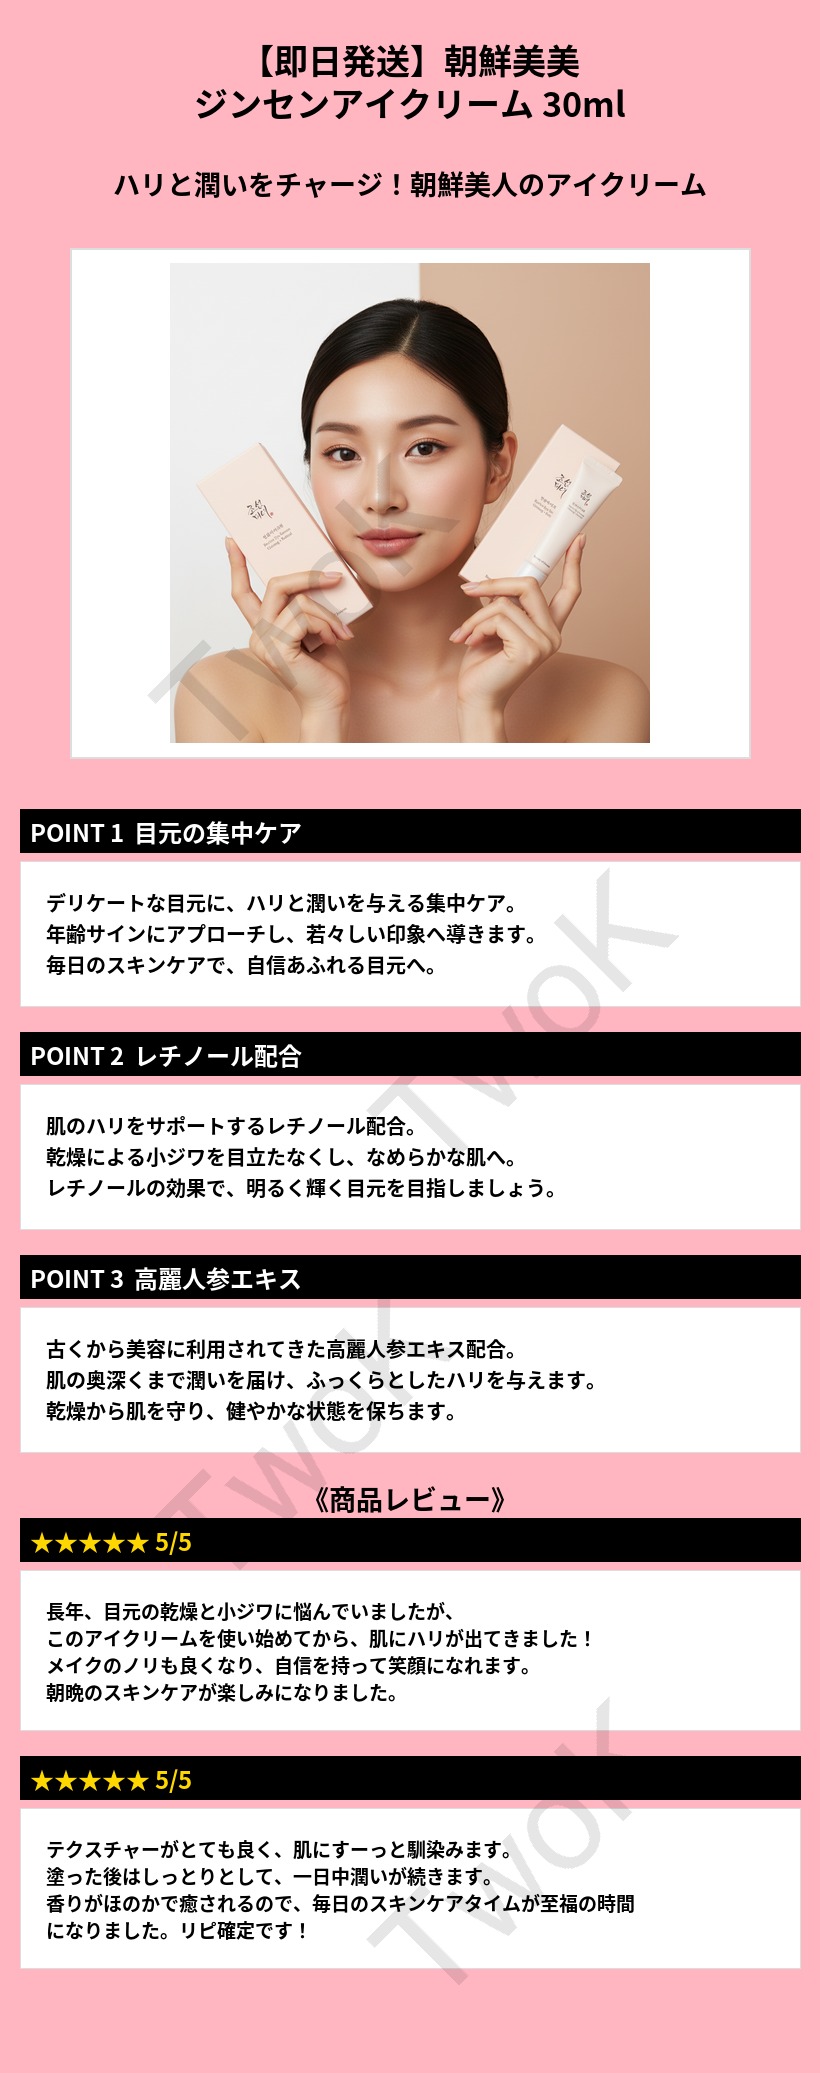 【即日発送】朝鮮美美
ジンセンアイクリーム 30ml
ハリと潤いをチャージ！朝鮮美人のアイクリーム
조선
미녀
조선
미녀
TwoK
POINT 1 目元の集中ケア
デリケートな目元に、ハリと潤いを与える集中ケア。
年齢サインにアプローチし、若々しい印象へ導きます。
毎日のスキンケアで、自信あふれる目元へ。
TwoK
POINT 2 レチノール配合
肌のハリをサポートするレチノール配合。
乾燥による小ジワを目立たなくし、なめらかな肌へ。
レチノールの効果で、明るく輝く目元を目指しましょう。
POINT 3 高麗人参エキス
古くから美容に利用されてきた高麗人参エキス配合。
肌の奥深くまで潤いを届け、ふっくらとしたハリを与えます。
乾燥から肌を守り、健やかな状態を保ちます。
TwoK
《商品レビュー》
★★★★★ 5/5
長年、目元の乾燥と小ジワに悩んでいましたが、
このアイクリームを使い始めてから、肌にハリが出てきました！
メイクのノリも良くなり、自信を持って笑顔になれます。
朝晩のスキンケアが楽しみになりました。
★★★★★ 5/5
テクスチャーがとても良く、肌にすーっと馴染みます。
塗った後はしっとりとして、一日中潤いが続きます。
香りがほのかで癒されるので、毎日のスキンケアタイムが至福の時間
になりました。リピ確定です！
TwoK